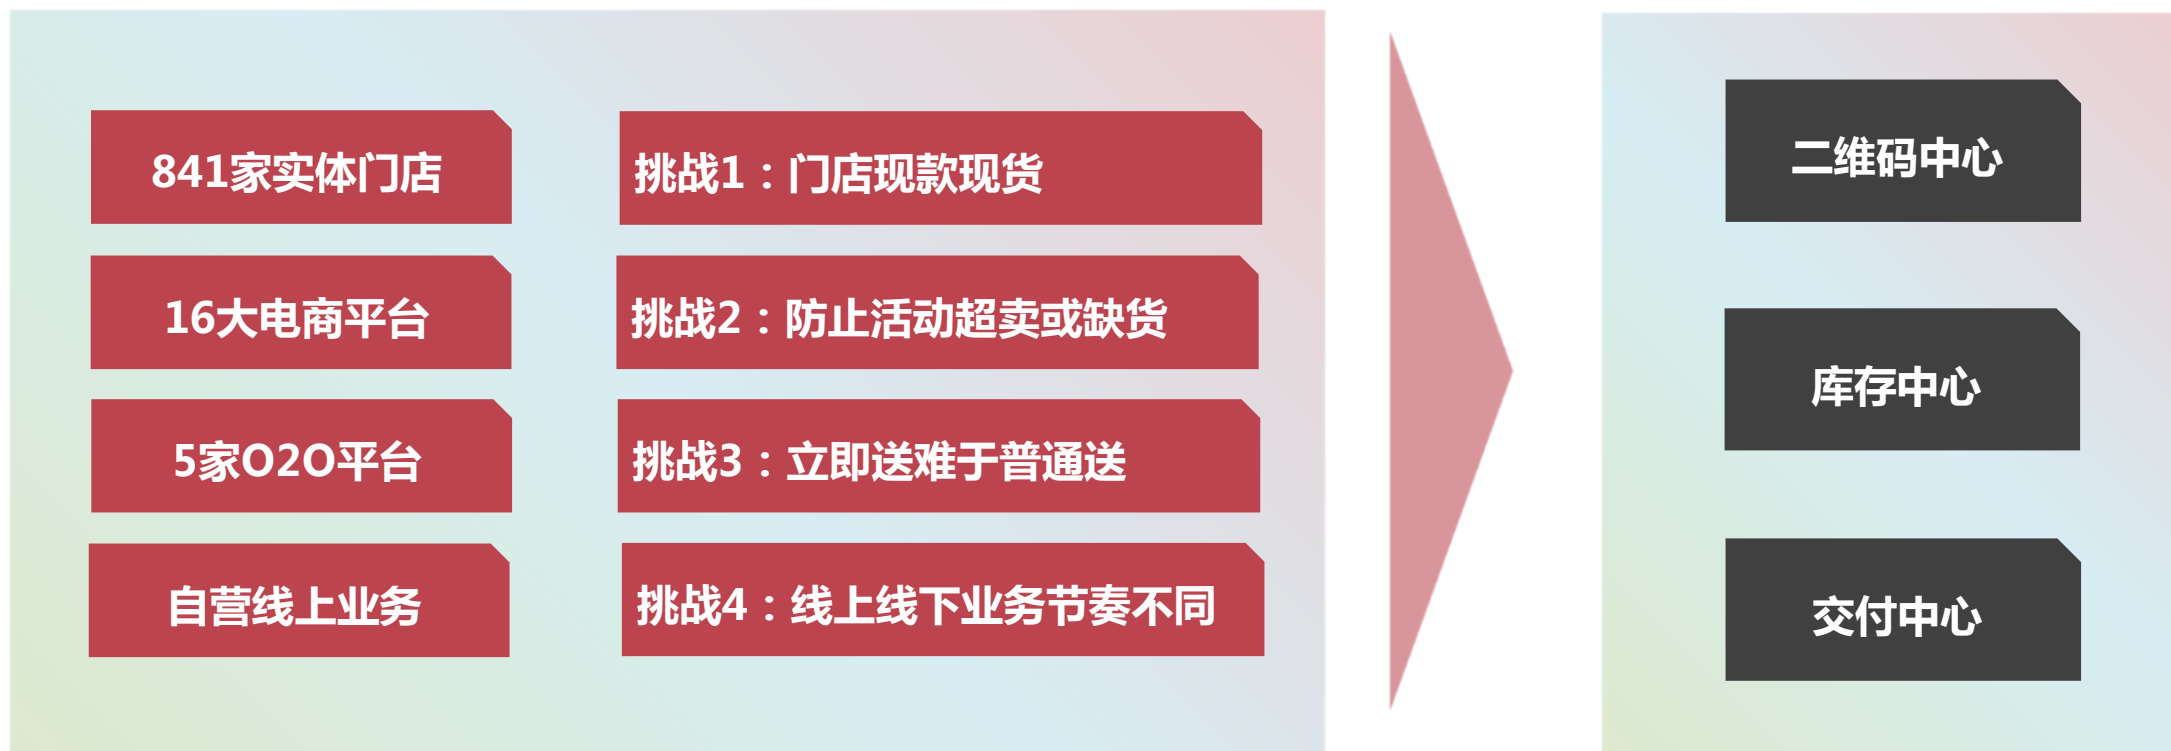 841家实体门店
挑战1：门店现款现货
16大电商平台
挑战2：防止活动超卖或缺货
5家O2O平台
挑战3：立即送难于普通送
自营线上业务
挑战4：线上线下业务节奏不同
二维码中心
库存中心
交付中心